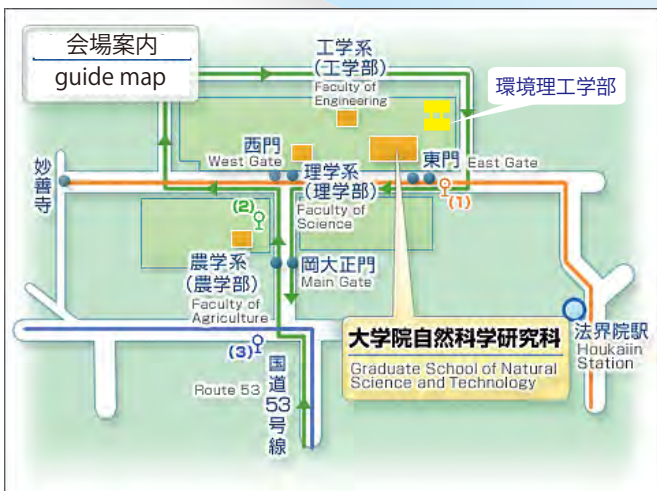 会場案内
guide map
工学系
(工学部)
Faculty of
Engineering
環境理工学部
西門
West Gate
東門 East Gate
妙善寺
理学系
(理学部)
Faculty of
Science
(1)
(2)
農学系
(農学部)
Faculty of
Agriculture
岡大正門
Main Gate
(3)
Route 53
国道53号線
大学院自然科学研究科
Graduate School of Natural
Science and Technology
法界院駅
Houkaiin
Station